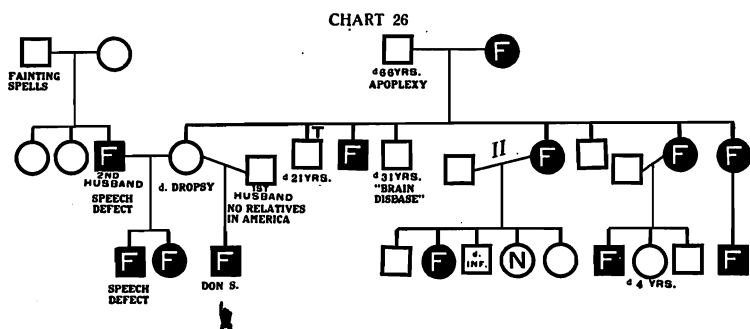 CHART 26
F
FAINTING
SPELLS
d 66 YRS.
APOPLEXY
T
F
F
II
F
F
F
2ND
HUSBAND
SPEECH
DEFECT
d. DROPSY
1ST
HUSBAND
NO RELATIVES
IN AMERICA
d 21 YRS.
d 31 YRS.
"BRAIN
DISEASE"
F
F
F
F
d.
INF.
N
F
F
SPEECH
DEFECT
DON S.
d 4 YRS.